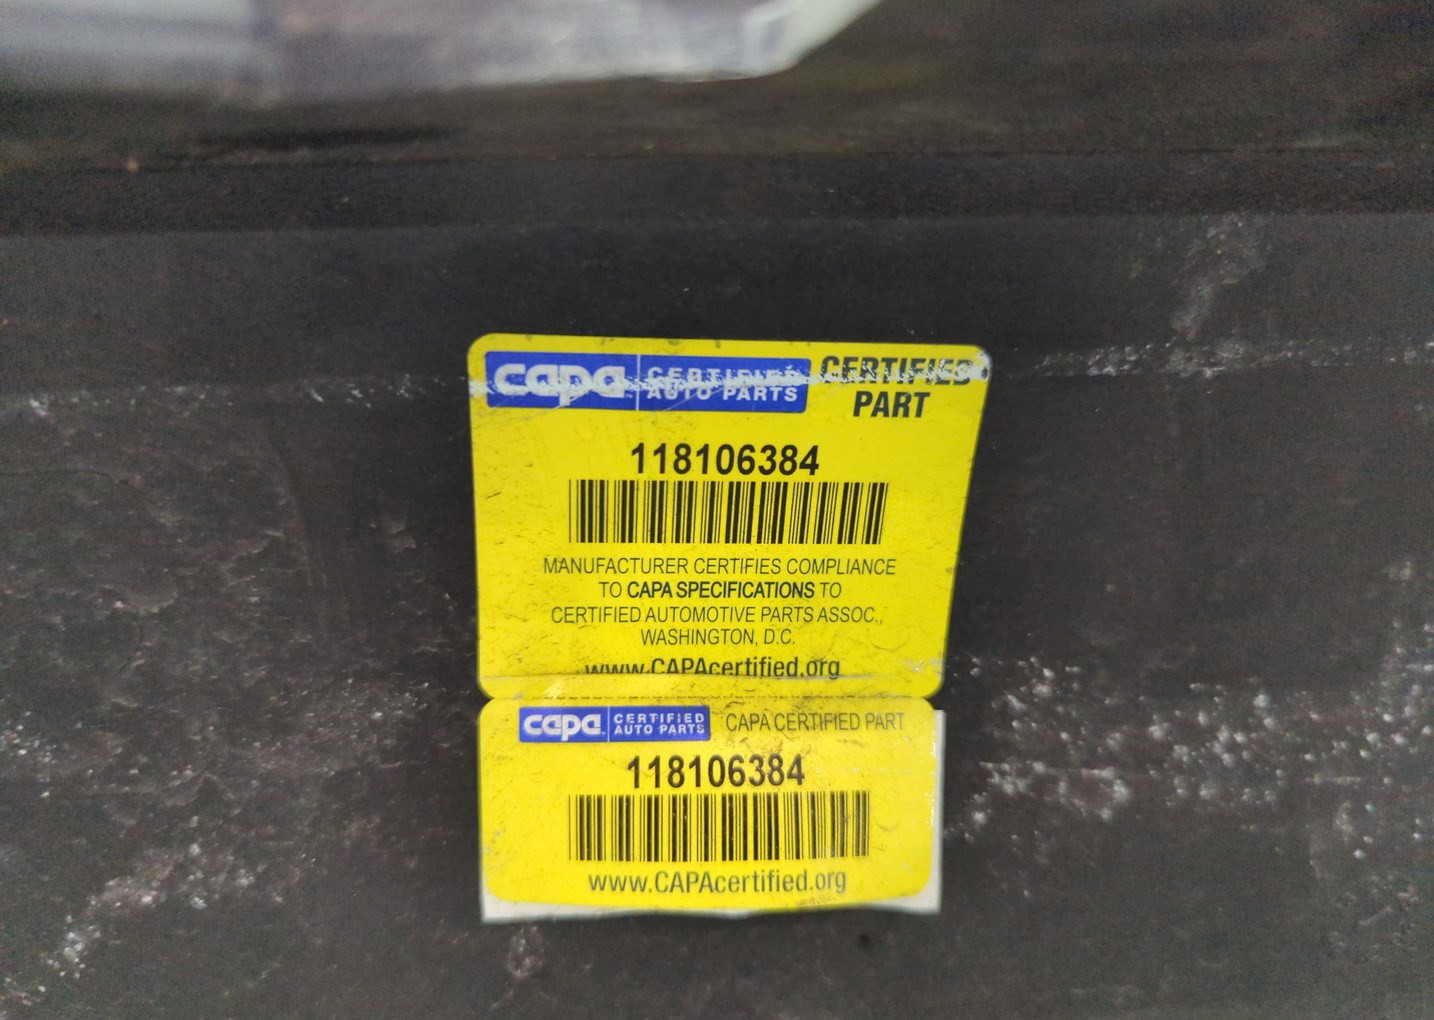 capa CERTIFIED AUTO PARTS CERTIFIED PART
118106384
MANUFACTURER CERTIFIES COMPLIANCE
TO CAPA SPECIFICATIONS TO
CERTIFIED AUTOMOTIVE PARTS ASSOC.,
WASHINGTON, D.C.
www.CAPAcertified.org
capa CERTIFIED AUTO PARTS CAPA CERTIFIED PART
118106384
www.CAPAcertified.org